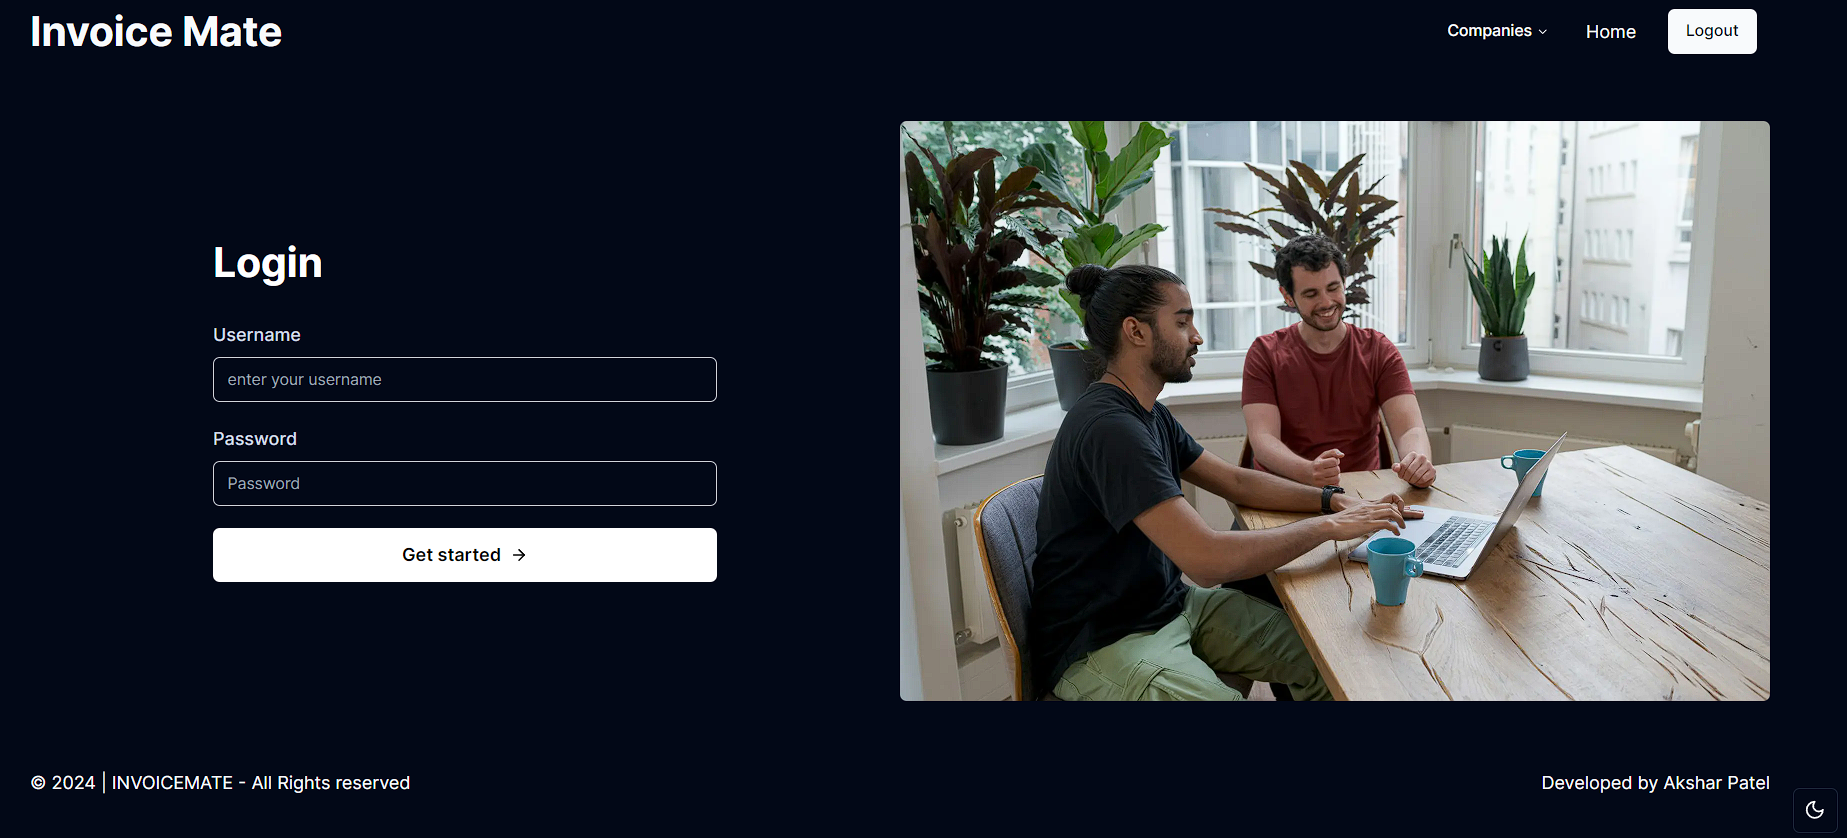 Invoice Mate
Companies
Home
Logout
Login
Username
enter your username
Password
Password
Get started →
© 2024 | INVOICEMATE - All Rights reserved
Developed by Akshar Patel